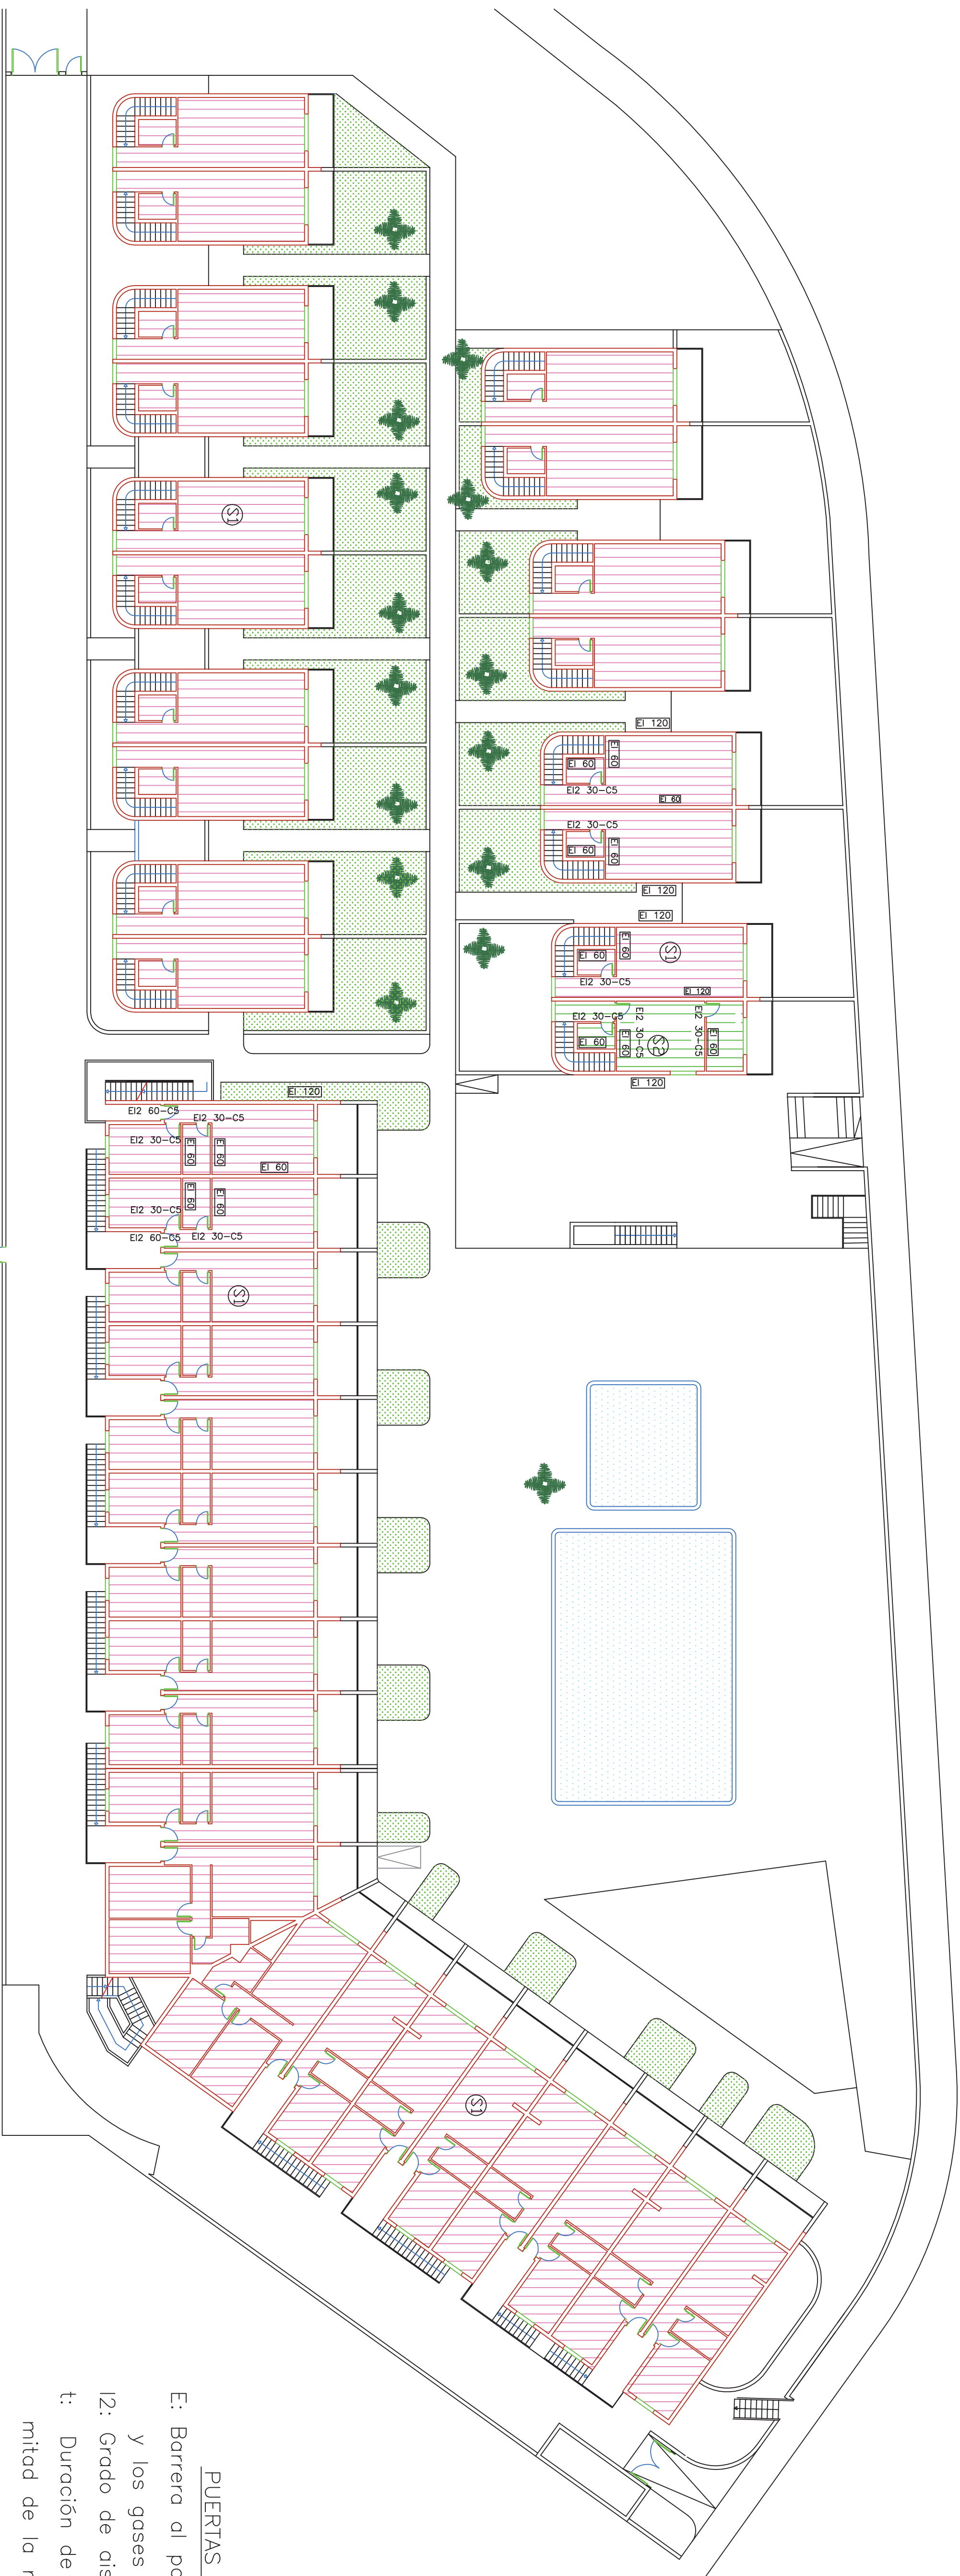 S1
EI 120
EI 60
EI 60
EI2 30-C5
EI 60
EI2 30-C5
EI 60
EI 60
EI 120
EI 120
S1
EI 60
EI 60
EI2 30-C5
EI 120
EI2 30-C5
EI2 30-C5
EI2 30-C5
EI 60
EI 60
EI 60
S2
EI 120
EI 120
EI2 60-C5
EI2 30-C5
EI2 30-C5
EI 60
EI 60
EI 60
EI 60
EI 60
EI2 30-C5
EI2 60-C5
EI2 30-C5
S1
S1
PUERTAS
E: Barrera al
y los gases
I2: Grado de
t: Duración de
mitad de la